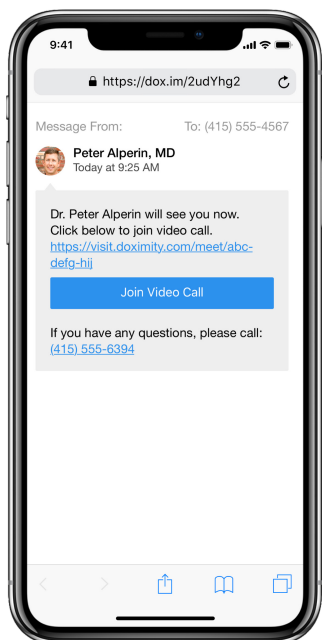 9:41
https://dox.im/2udYhg2
Message From: To: (415) 555-4567
Peter Alperin, MD
Today at 9:25 AM
Dr. Peter Alperin will see you now.
Click below to join video call.
https://visit.doximity.com/meet/abc-
defg-hij
Join Video Call
If you have any questions, please call:
(415) 555-6394